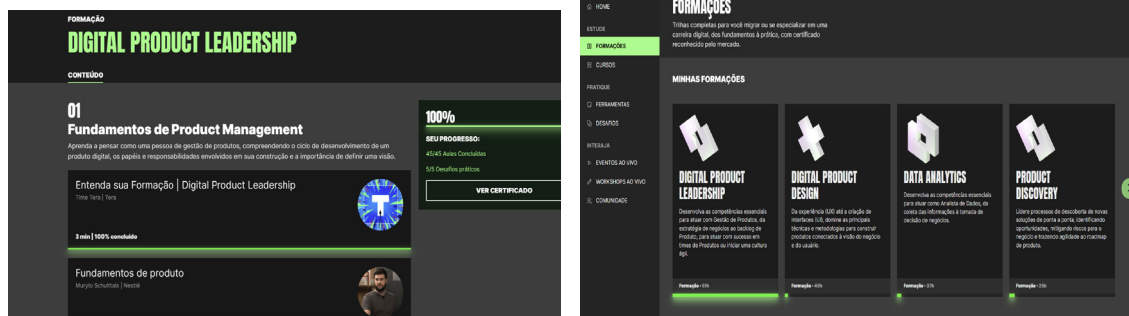 FORMAÇÃO
DIGITAL PRODUCT LEADERSHIP
CONTEÚDO
01
Fundamentos de Product Management
Aprenda a pensar como uma pessoa de gestão de produtos, compreendendo o ciclo de desenvolvimento de um
produto digital, os papéis e responsabilidades envolvidos em sua construção e a importância de definir uma visão.
Entenda sua Formação | Digital Product Leadership
Time Tera | Tera
3 min | 100% concluído
Fundamentos de produto
Murylo Schultais | Nestlé
100%
SEU PROGRESSO:
45/45 Aulas Concluídas
5/5 Desafios práticos
VER CERTIFICADO
HOME
ESTUDE
FORMAÇÕES
CURSOS
PRATIQUE
FERRAMENTAS
DESAFIOS
INTERAJA
EVENTOS AO VIVO
WORKSHOPS AO VIVO
COMUNIDADE
FORMAÇÕES
Trilhas completas para você migrar ou se especializar em uma
carreira digital, dos fundamentos à prática, com certificado
reconhecido pelo mercado.
MINHAS FORMAÇÕES
DIGITAL PRODUCT
LEADERSHIP
Desenvolva as competências essenciais
para atuar com Gestão de Produtos, da
estratégia de negócios ao backlog de
Produto, para atuar com sucesso em
times de Produtos ou iniciar uma cultura
ágil.
Formação • 61h
DIGITAL PRODUCT
DESIGN
Da experiência (UX) até a criação de
interfaces (UI), domine as principais
técnicas e metodologias para construir
produtos conectados à visão do negócio
e do usuário.
Formação • 40h
DATA ANALYTICS
Desenvolva as competências essenciais
para atuar como Analista de Dados, da
coleta das informações à tomada de
decisão de negócios.
Formação • 37h
PRODUCT
DISCOVERY
Lidere processos de descoberta de novas
soluções de ponta a ponta, identificando
oportunidades, mitigando riscos para o
negócio e trazendo agilidade ao roadmap
de produto.
Formação